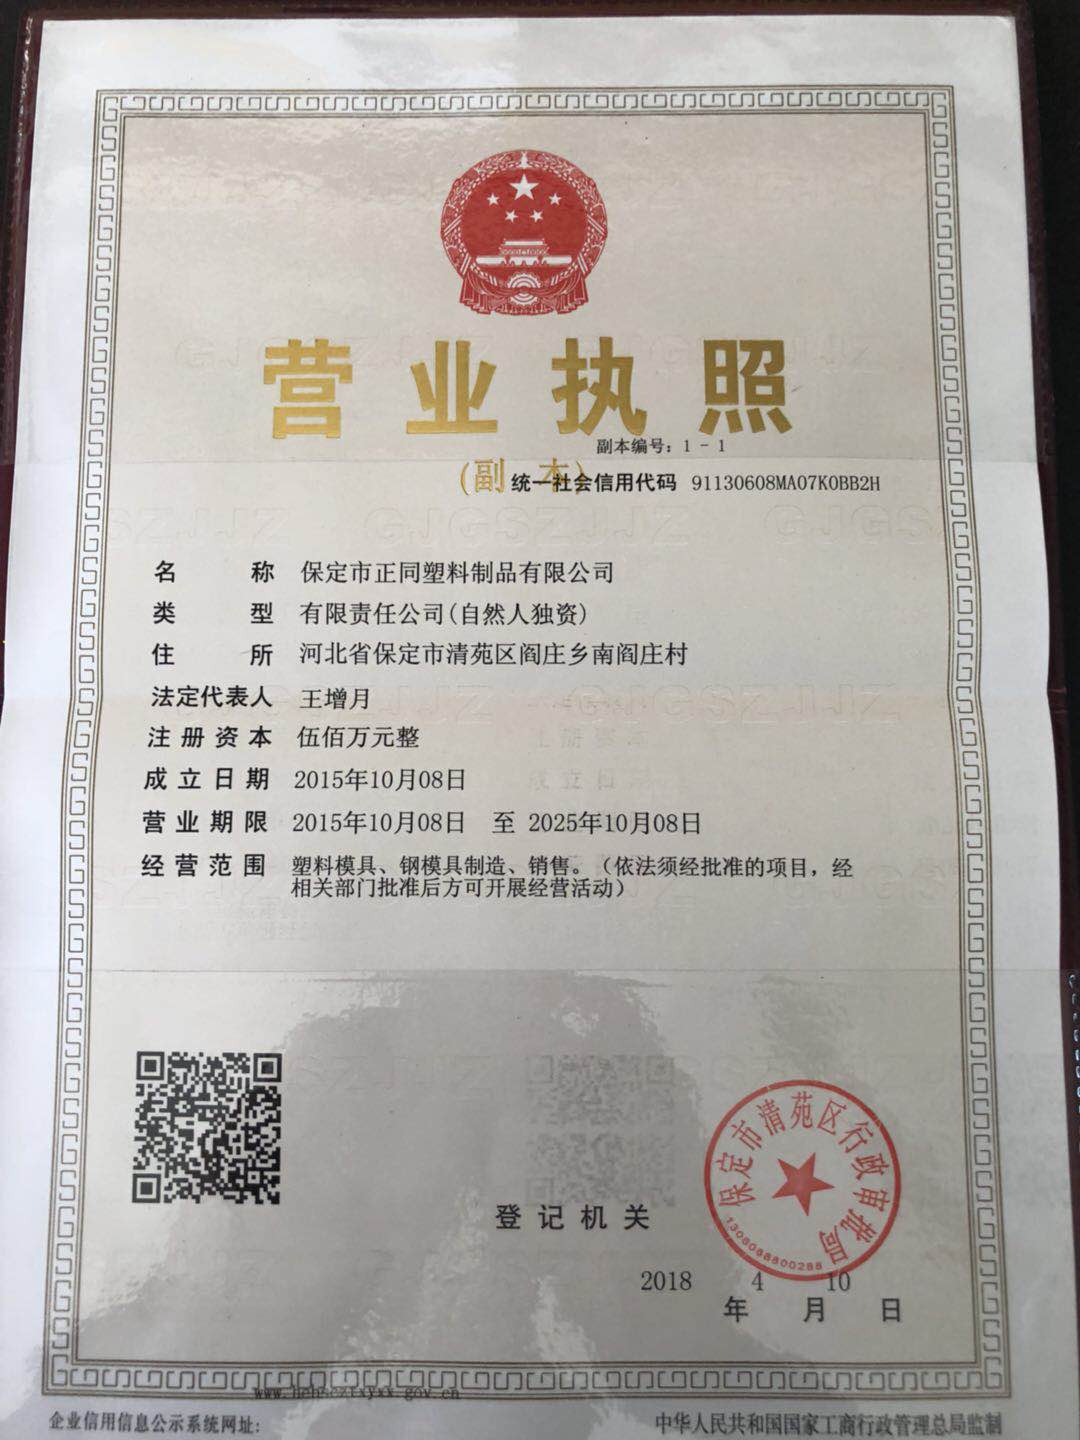 营业执照
副本编号：1 - 1
(副 本)
统一社会信用代码 91130608MA07K0BB2H
名 称 保定市正同塑料制品有限公司
类 型 有限责任公司(自然人独资)
住 所 河北省保定市清苑区阎庄乡南阎庄村
法定代表人 王增月
注册资本 伍佰万元整
成立日期 2015年10月08日
营业期限 2015年10月08日 至 2025年10月08日
经营范围 塑料模具、钢模具制造、销售。（依法须经批准的项目，经
相关部门批准后方可开展经营活动）
保定市清苑区行政审批局
1306088800288
登记机关
2018 4 10
年 月 日
企业信用信息公示系统网址:
中华人民共和国国家工商行政管理总局监制